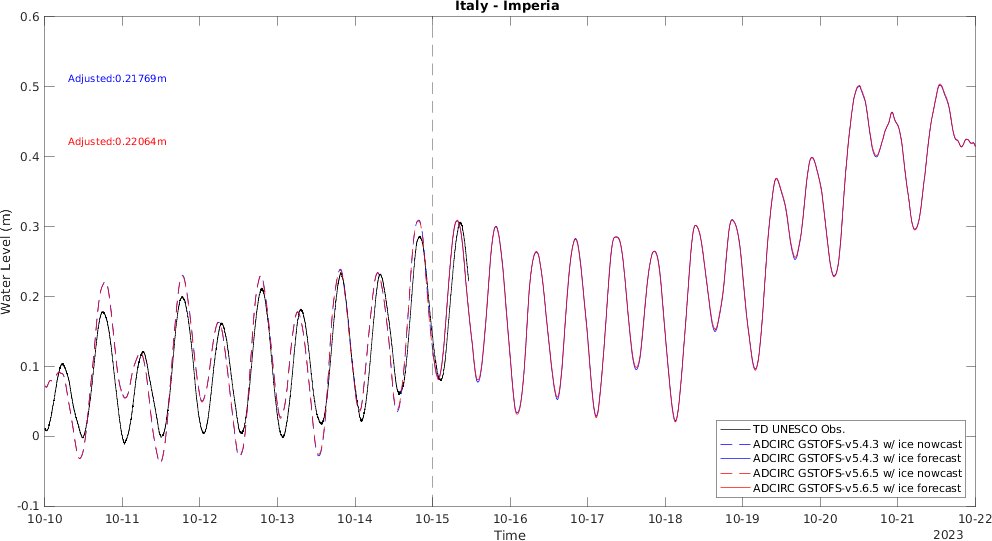 Italy - Imperia
0.6
0.5
0.4
0.3
0.2
0.1
0
-0.1
Water Level (m)
Adjusted:0.21769m
Adjusted:0.22064m
TD UNESCO Obs.
ADCIRC GSTOFS-v5.4.3 w/ ice nowcast
ADCIRC GSTOFS-v5.4.3 w/ ice forecast
ADCIRC GSTOFS-v5.6.5 w/ ice nowcast
ADCIRC GSTOFS-v5.6.5 w/ ice forecast
10-10 10-11 10-12 10-13 10-14 10-15 10-16 10-17 10-18 10-19 10-20 10-21 10-22
Time
2023